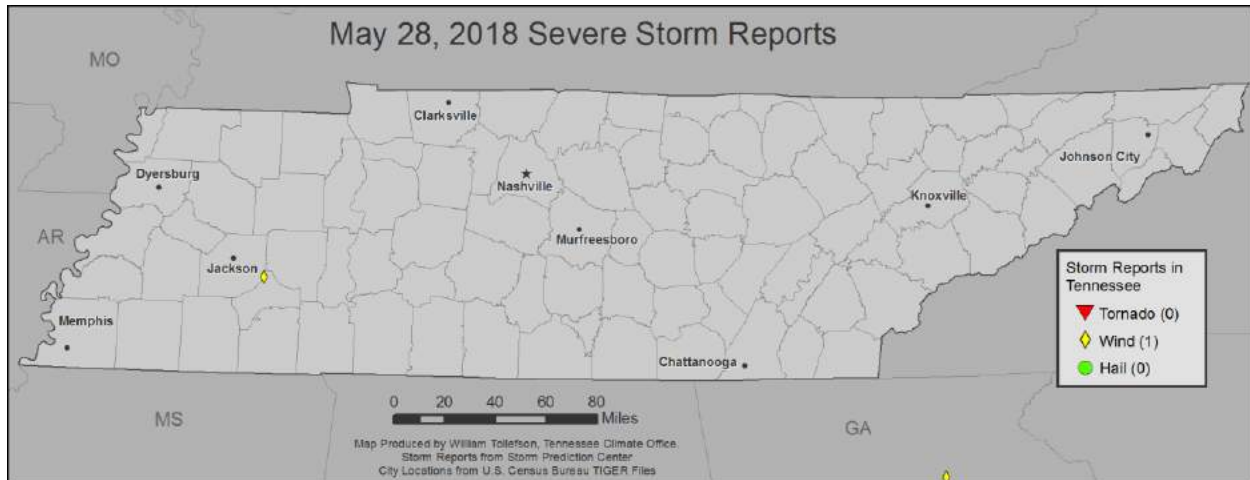 May 28, 2018 Severe Storm Reports
MO
Clarksville
Johnson City
Dyersburg
Nashville
Knoxville
AR
Murfreesboro
Jackson
Storm Reports in
Tennessee
Tornado (0)
Wind (1)
Hail (0)
Memphis
Chattanooga
0 20 40 60 80
Miles
MS
GA
Map Produced by William Tollefson, Tennessee Climate Office.
Storm Reports from Storm Prediction Center
City Locations from U.S. Census Bureau TIGER Files